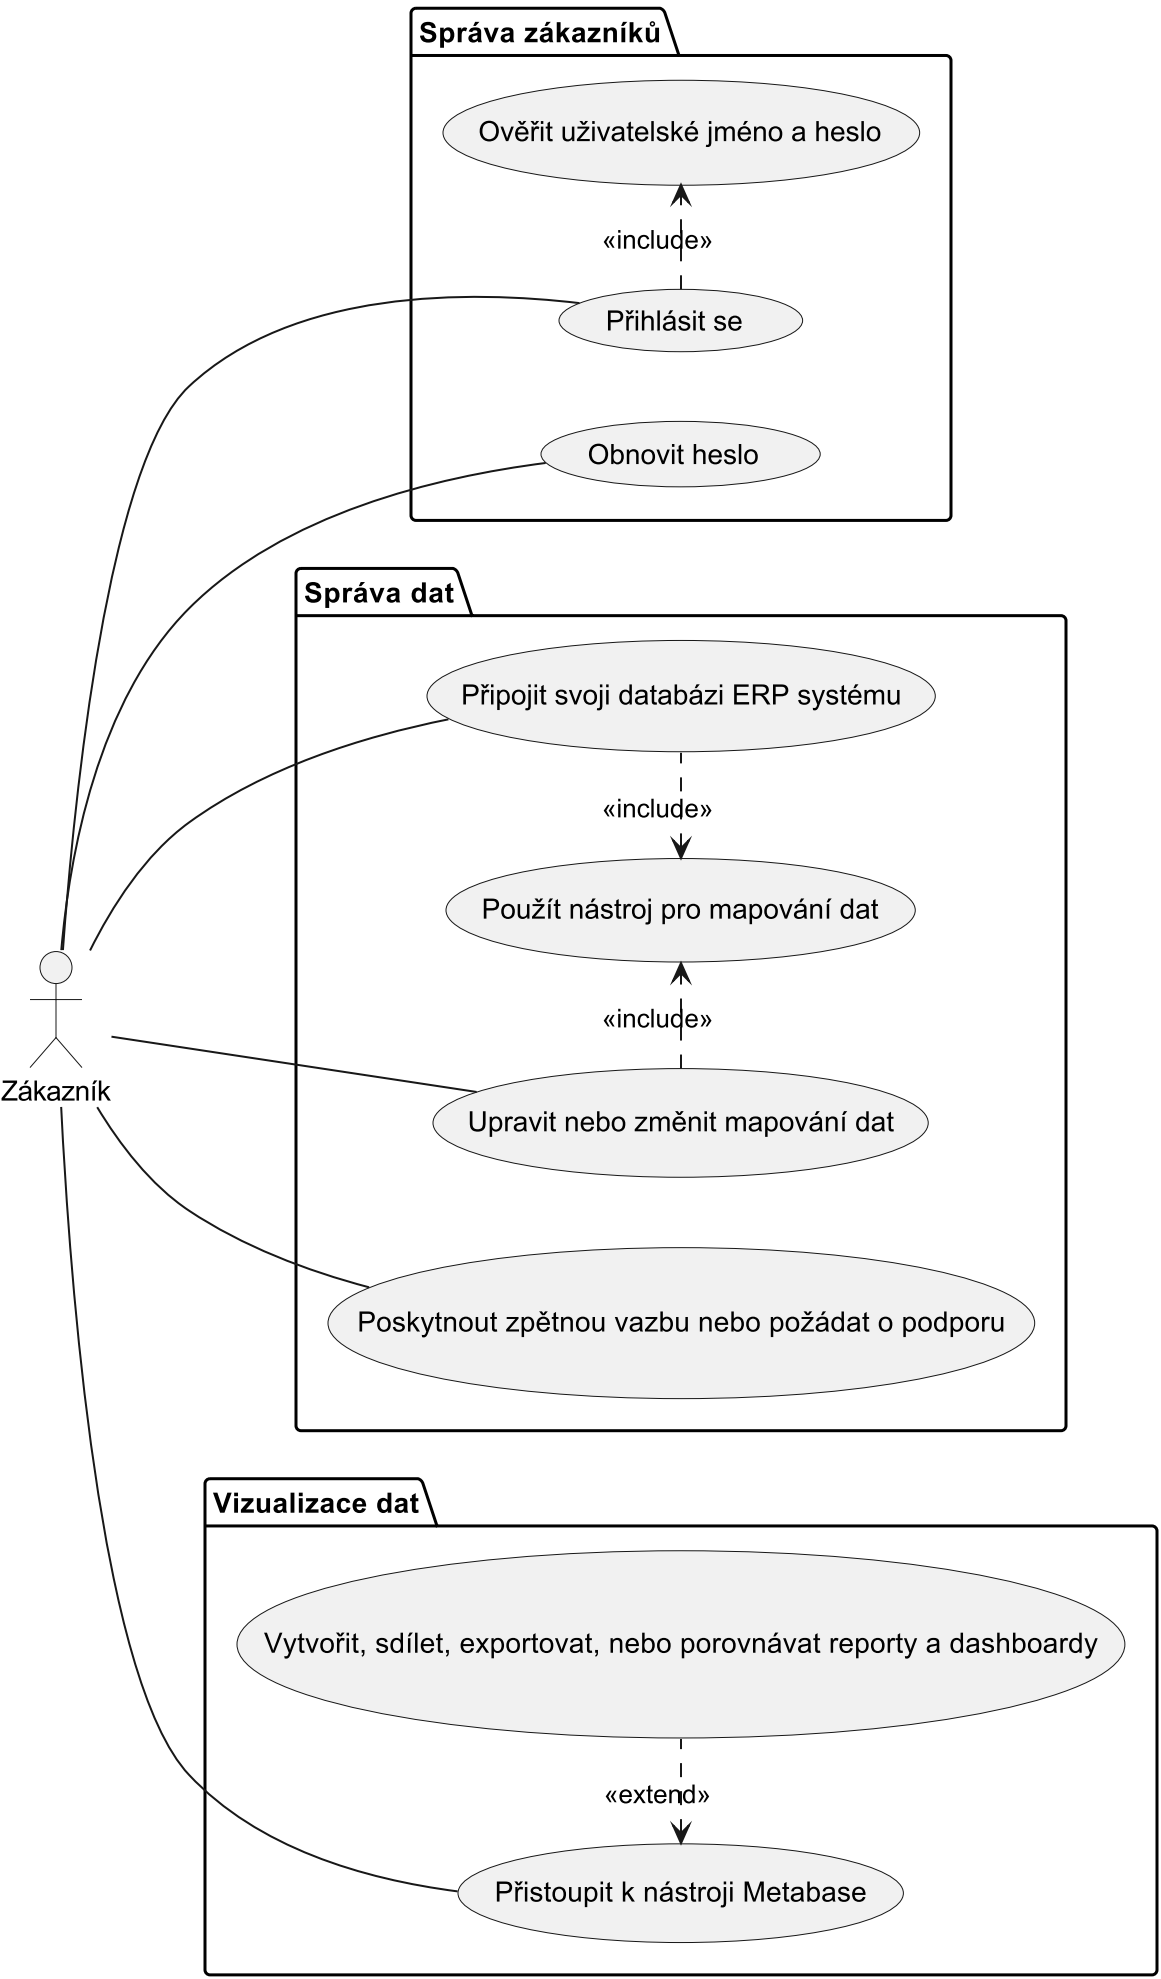 Správa zákazníků
Ověřit uživatelské jméno a heslo
«include»
Přihlásit se
Obnovit heslo
Správa dat
Připojit svoji databázi ERP systému
«include»
Použít nástroj pro mapování dat
«include»
Zákazník
Upravit nebo změnit mapování dat
Poskytnout zpětnou vazbu nebo požádat o podporu
Vizualizace dat
Vytvořit, sdílet, exportovat, nebo porovnávat reporty a dashboardy
«extend»
Přistoupit k nástroji Metabase